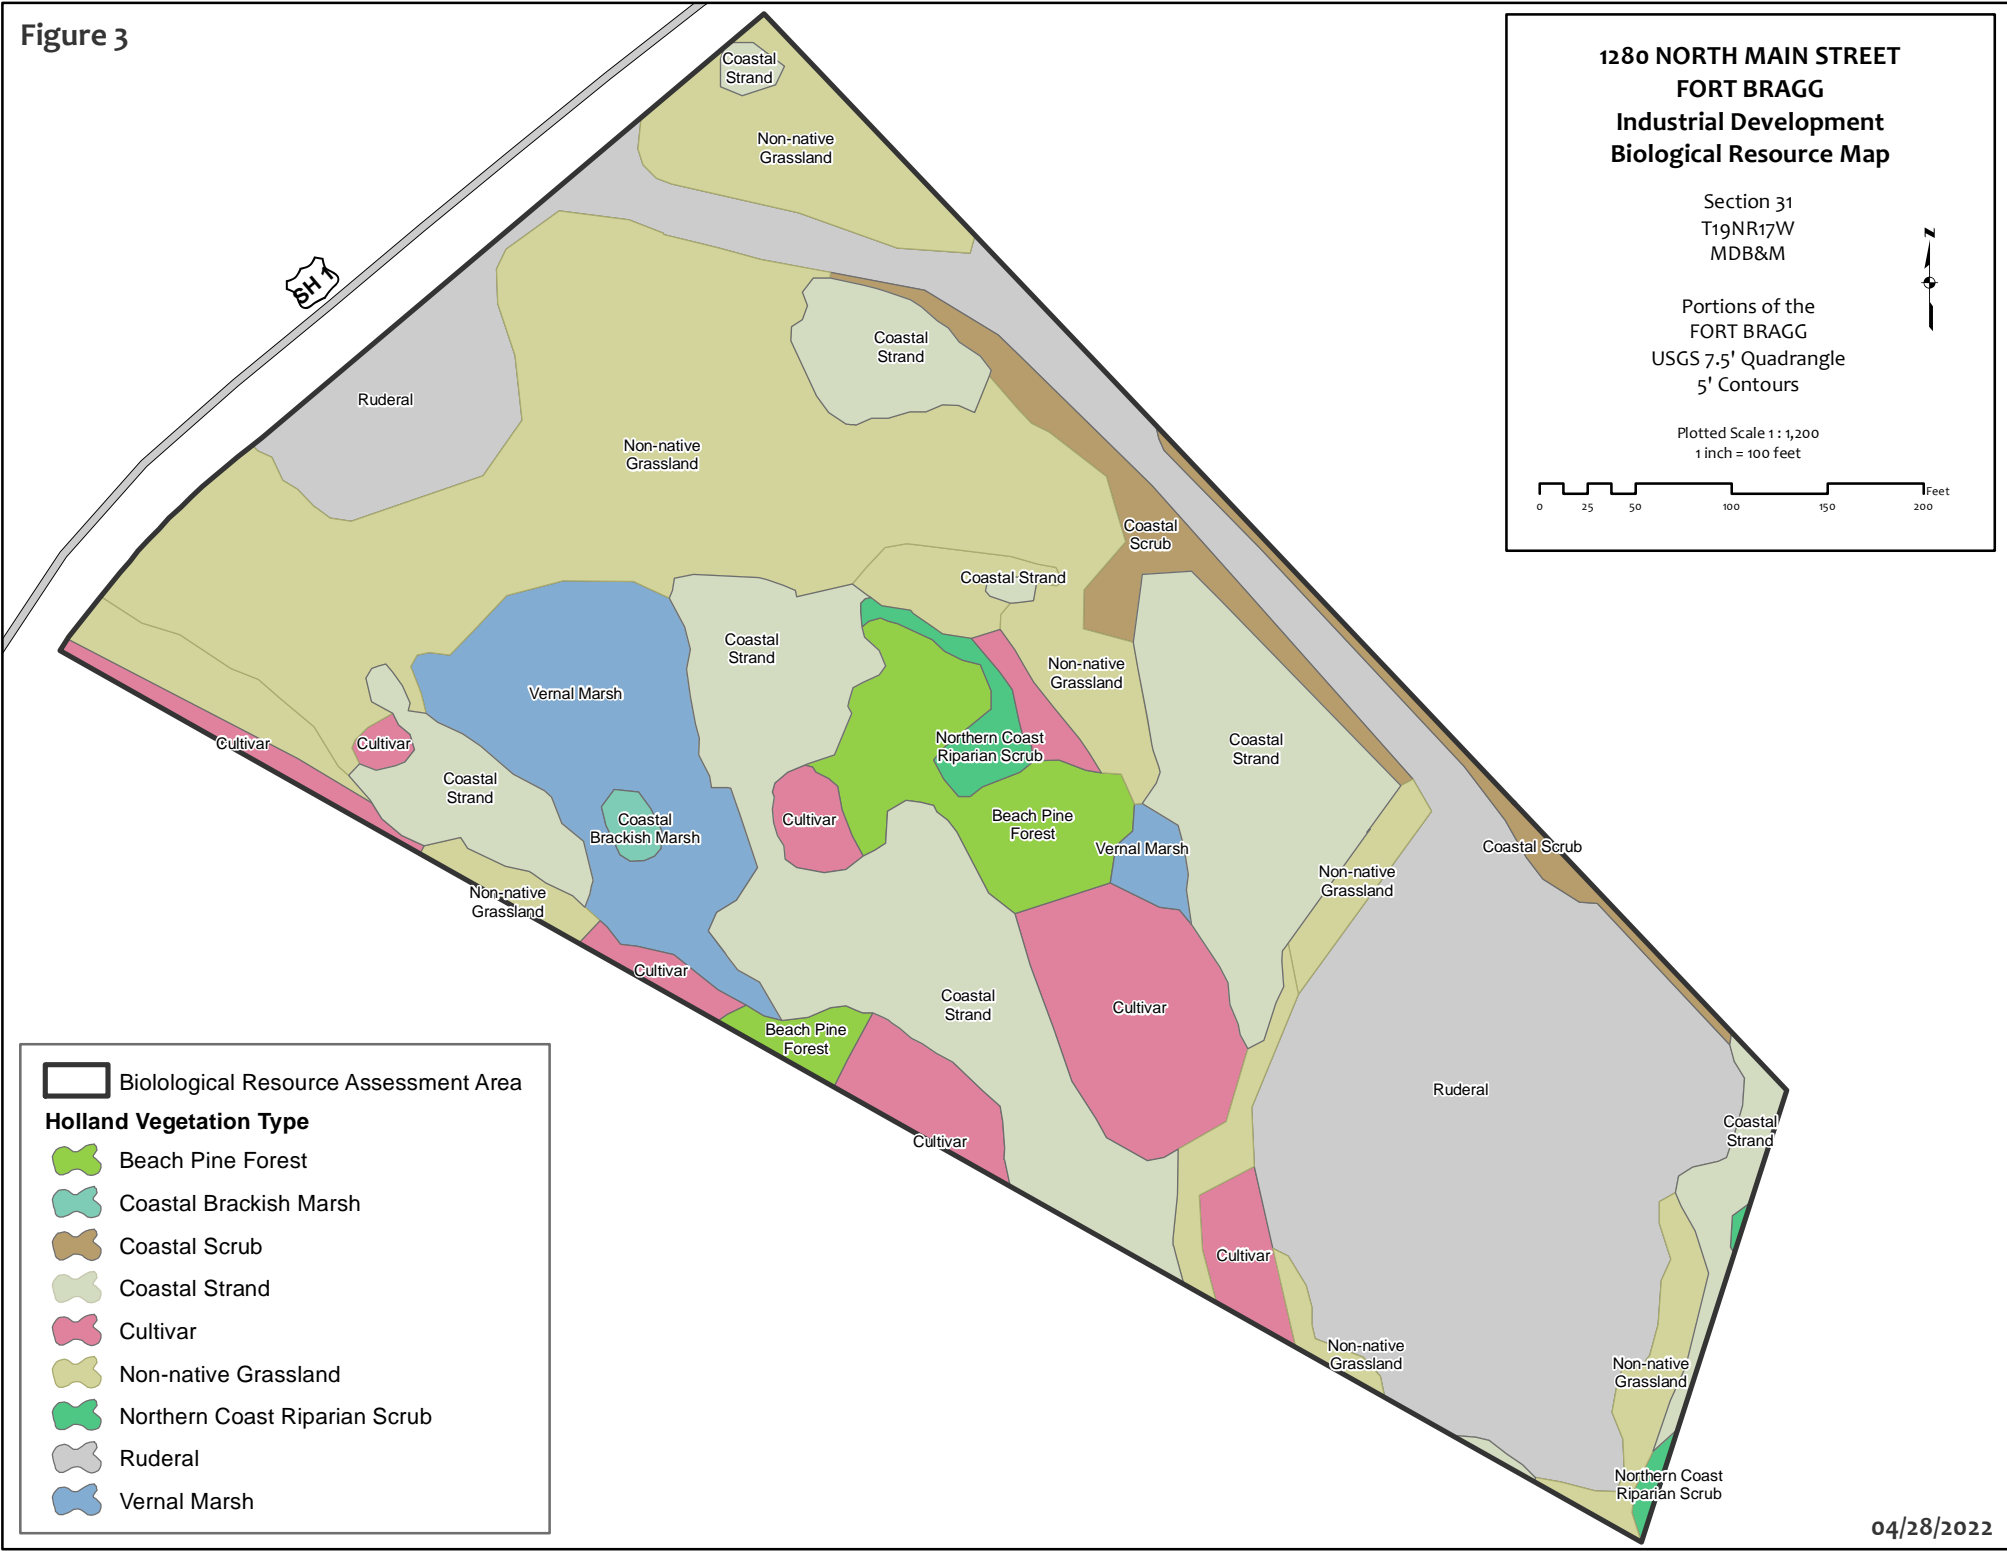 Figure 3
1280 NORTH MAIN STREET
FORT BRAGG
Industrial Development
Biological Resource Map
Section 31
T19NR17W
MDB&M
Portions of the
FORT BRAGG
USGS 7.5' Quadrangle
5' Contours
Plotted Scale 1 : 1,200
1 inch = 100 feet
N
0 25 50 100 150 200
Feet
SH 1
Coastal
Strand
Non-native
Grassland
Coastal
Strand
Ruderal
Non-native
Grassland
Coastal
Scrub
Coastal Strand
Coastal
Strand
Non-native
Grassland
Vernal Marsh
Cultivar
Cultivar
Northern Coast
Riparian Scrub
Coastal
Strand
Coastal
Strand
Coastal
Brackish Marsh
Cultivar
Beach Pine
Forest
Vernal Marsh
Coastal Scrub
Non-native
Grassland
Non-native
Grassland
Cultivar
Coastal
Strand
Cultivar
Beach Pine
Forest
Ruderal
Cultivar
Coastal
Strand
Cultivar
Non-native
Grassland
Non-native
Grassland
Northern Coast
Riparian Scrub
Biolological Resource Assessment Area
Holland Vegetation Type
Beach Pine Forest
Coastal Brackish Marsh
Coastal Scrub
Coastal Strand
Cultivar
Non-native Grassland
Northern Coast Riparian Scrub
Ruderal
Vernal Marsh
04/28/2022